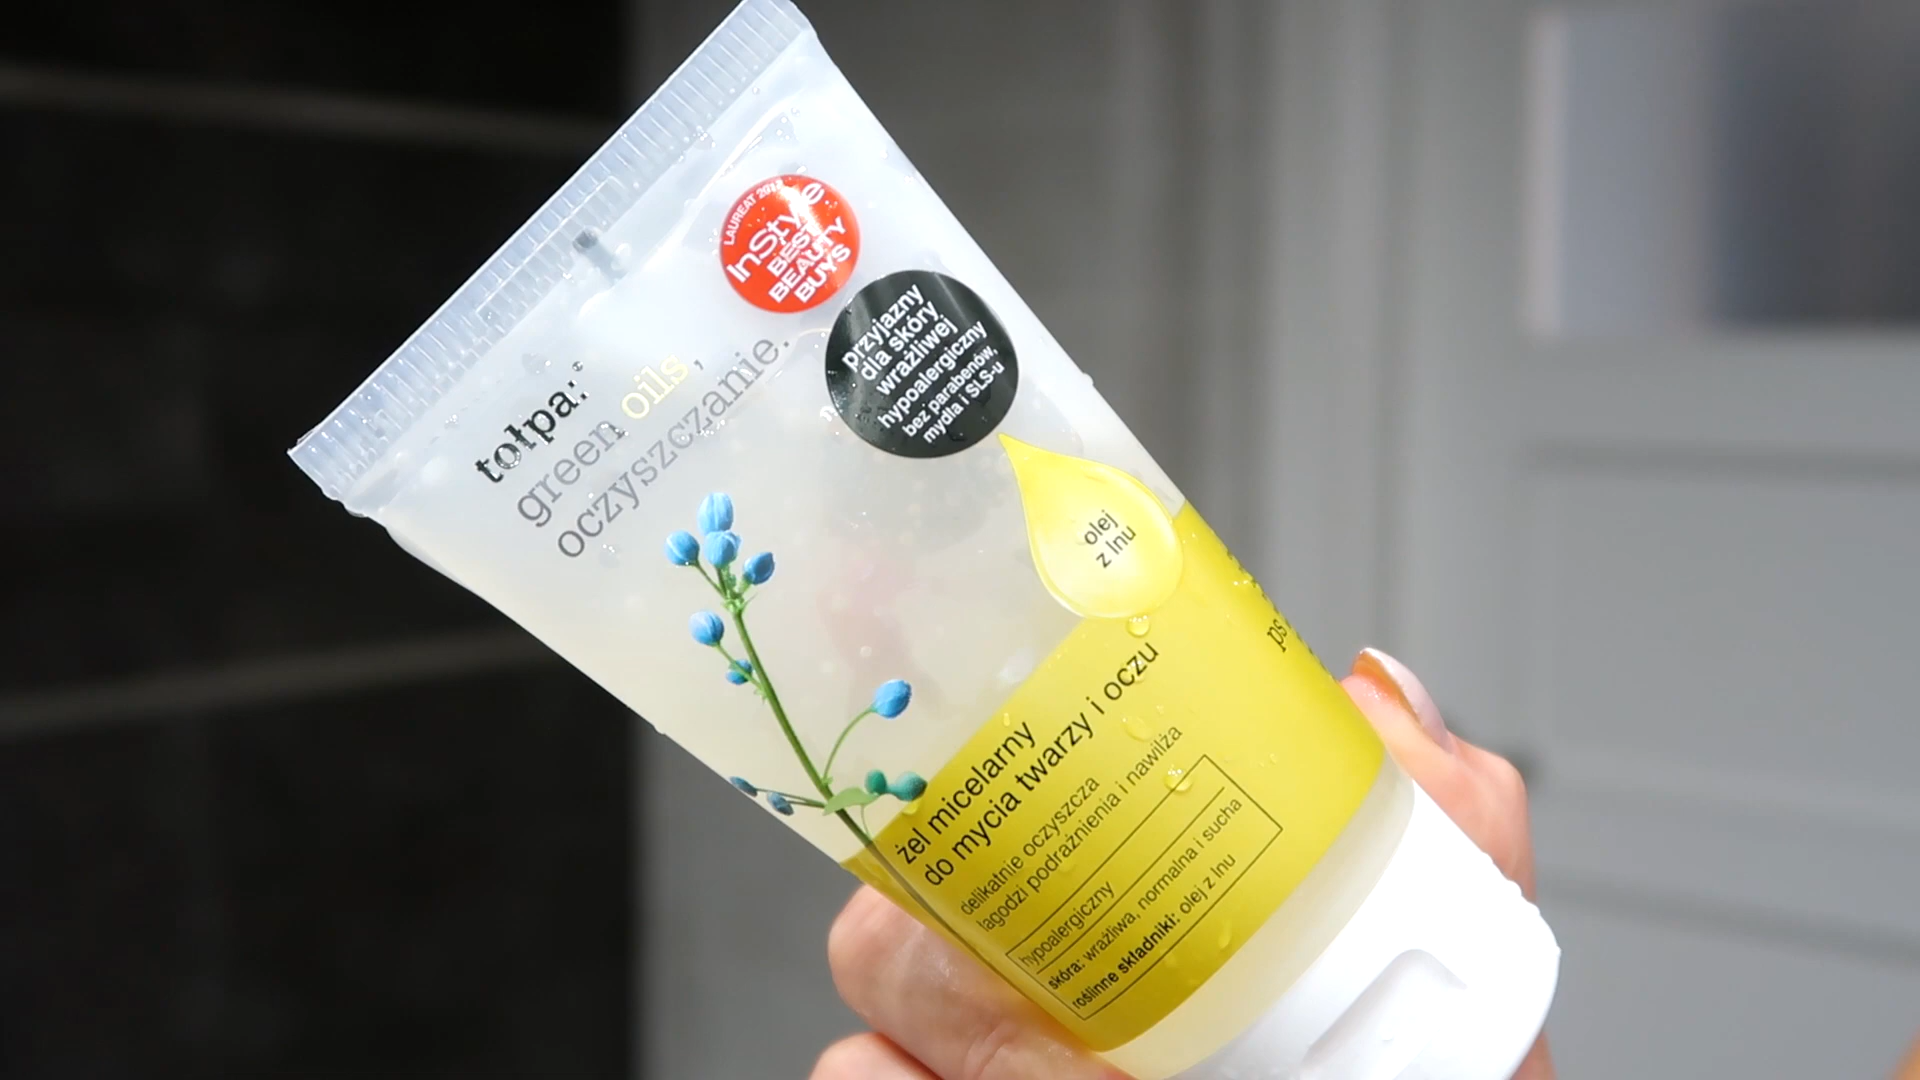 LAUREAT
InStyle
BEST
BEAUTY
BUYS
przyjazny
dla skóry
wrażliwej
hypoalergiczny
bez parabenów,
mydła i SLS-u
tołpa:
green oils,
oczyszczanie.
olej
z lnu
ps
żel micelarny
do mycia twarzy i oczu
delikatnie oczyszcza
łagodzi podrażnienia i nawilża
hypoalergiczny
skóra: wrażliwa, normalna i sucha
roślinne składniki: olej z lnu